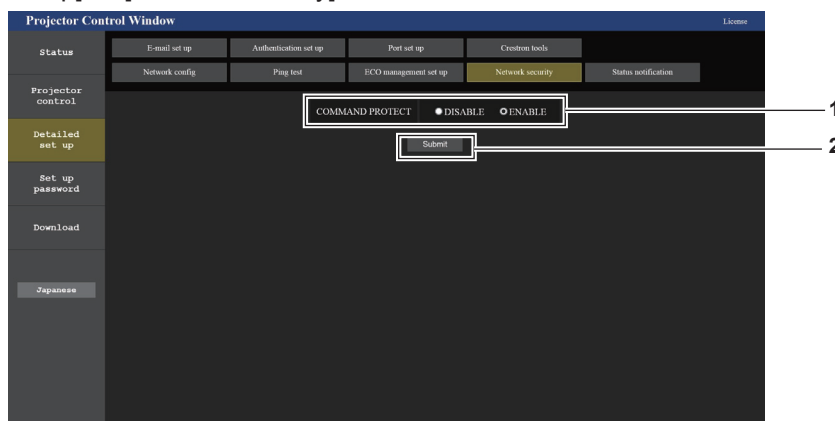 Projector Control Window
License
Status
E-mail set up
Authentication set up
Port set up
Crestron tools
Network config
Ping test
ECO management set up
Network security
Status notification
Projector
control
COMMAND PROTECT
DISABLE
ENABLE
1
Detailed
set up
Submit
2
Set up
password
Download
Japanese